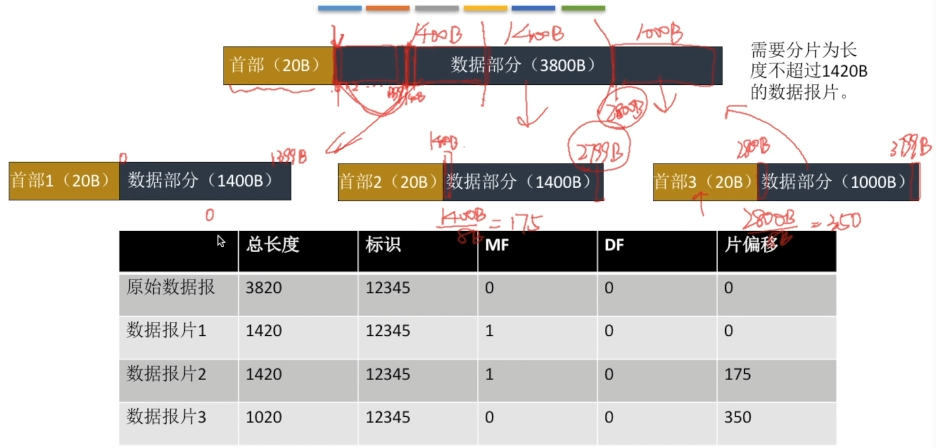 1400B 1400B 1000B
首部（20B） 数据部分（3800B）
需要分片为长
度不超过1420B
的数据报片。
2800B
0 1399B 1400B 2799B 2800B 3799B
首部1（20B） 数据部分（1400B） 首部2（20B） 数据部分（1400B） 首部3（20B） 数据部分（1000B）
0
1400B
8B
=175
2800B
8B
=350
总长度 标识 MF DF 片偏移
原始数据报 3820 12345 0 0 0
数据报片1 1420 12345 1 0 0
数据报片2 1420 12345 1 0 175
数据报片3 1020 12345 0 0 350